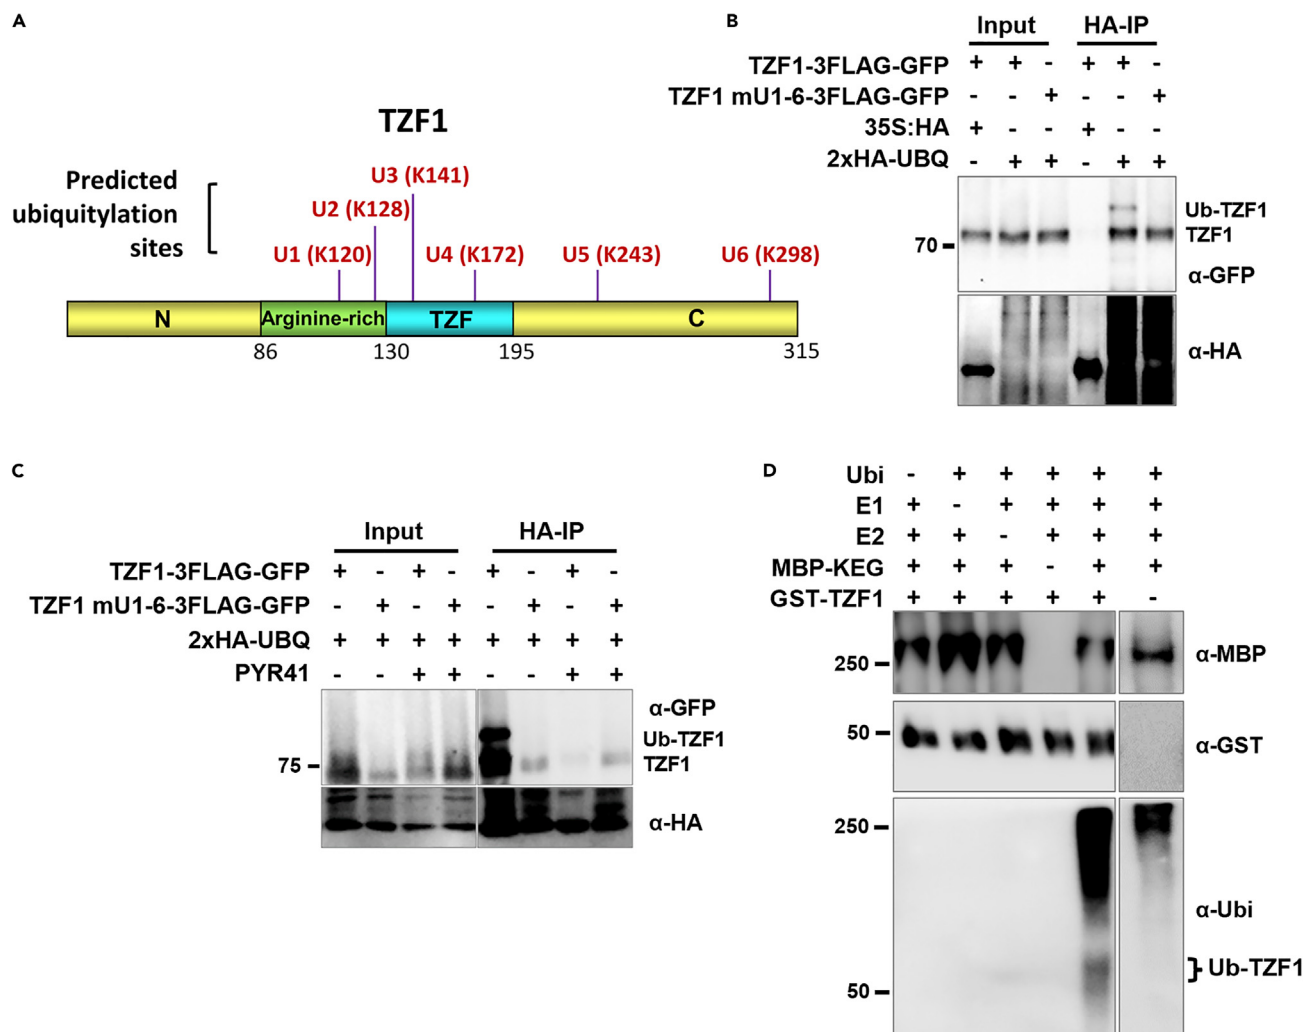 A
TZF1
Predicted
ubiquitylation
sites
U3 (K141)
U2 (K128)
U1 (K120)
U4 (K172)
U5 (K243)
U6 (K298)
N
Arginine-rich
TZF
C
86
130
195
315
B
Input HA-IP
TZF1-3FLAG-GFP + + - + + -
TZF1 mU1-6-3FLAG-GFP - - + - - +
35S:HA + - - + - -
2xHA-UBQ - + + - + +
Ub-TZF1
TZF1
70
α-GFP
α-HA
C
Input HA-IP
TZF1-3FLAG-GFP + - + - + - + -
TZF1 mU1-6-3FLAG-GFP - + - + - + - +
2xHA-UBQ + + + + + + + +
PYR41 - - + + - - + +
α-GFP
Ub-TZF1
75
TZF1
α-HA
D
Ubi - + + + + +
E1 + - + + + +
E2 + + - + + +
MBP-KEG + + + - + +
GST-TZF1 + + + + + -
250
α-MBP
50
α-GST
250
α-Ubi
Ub-TZF1
50